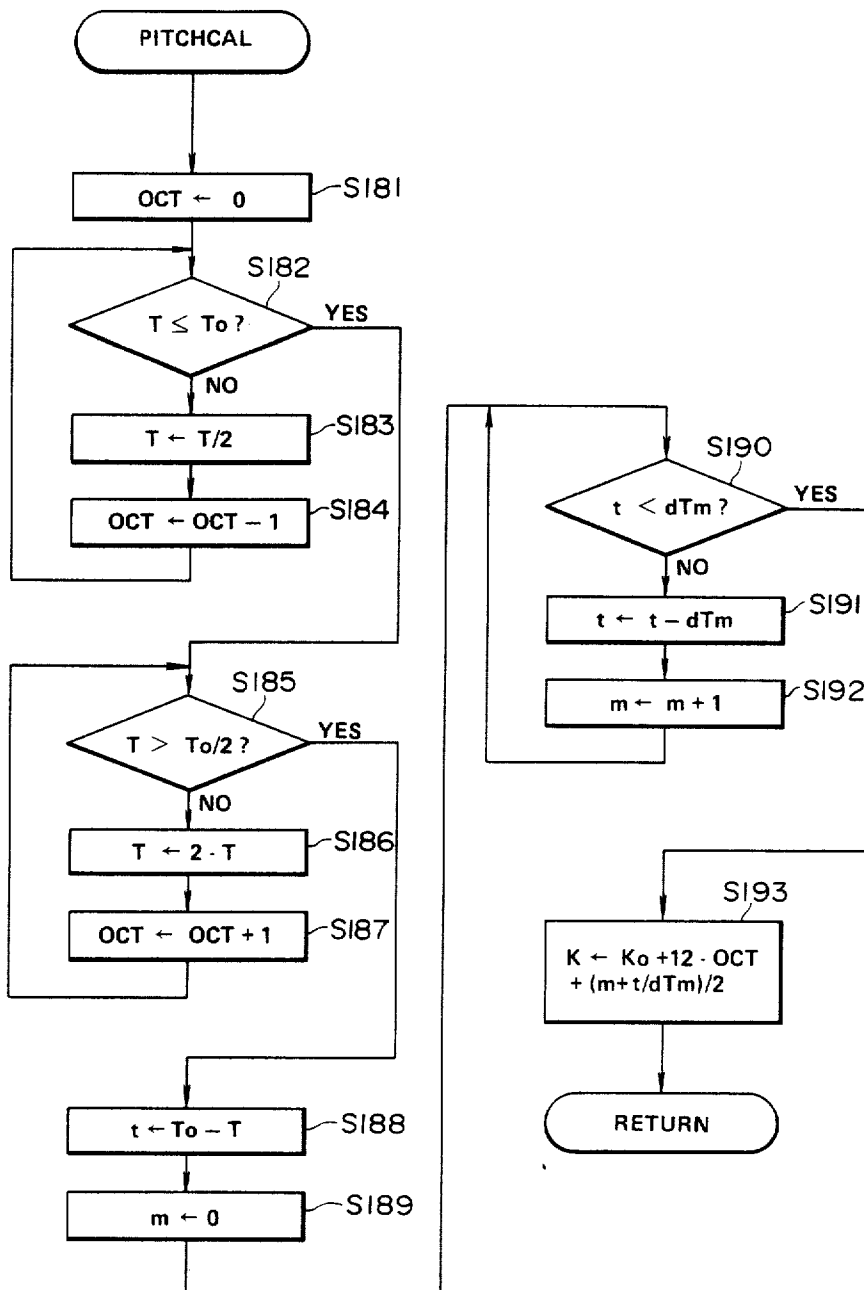 PITCHCAL
OCT ← 0
S181
S182
T ≤ To ?
YES
NO
T ← T/2
S183
OCT ← OCT − 1
S184
S185
T > To/2 ?
YES
NO
T ← 2 · T
S186
OCT ← OCT + 1
S187
t ← To − T
S188
m ← 0
S189
S190
t < dTm ?
YES
NO
t ← t − dTm
S191
m ← m + 1
S192
S193
K ← Ko +12 · OCT
+ (m+t/dTm)/2
RETURN